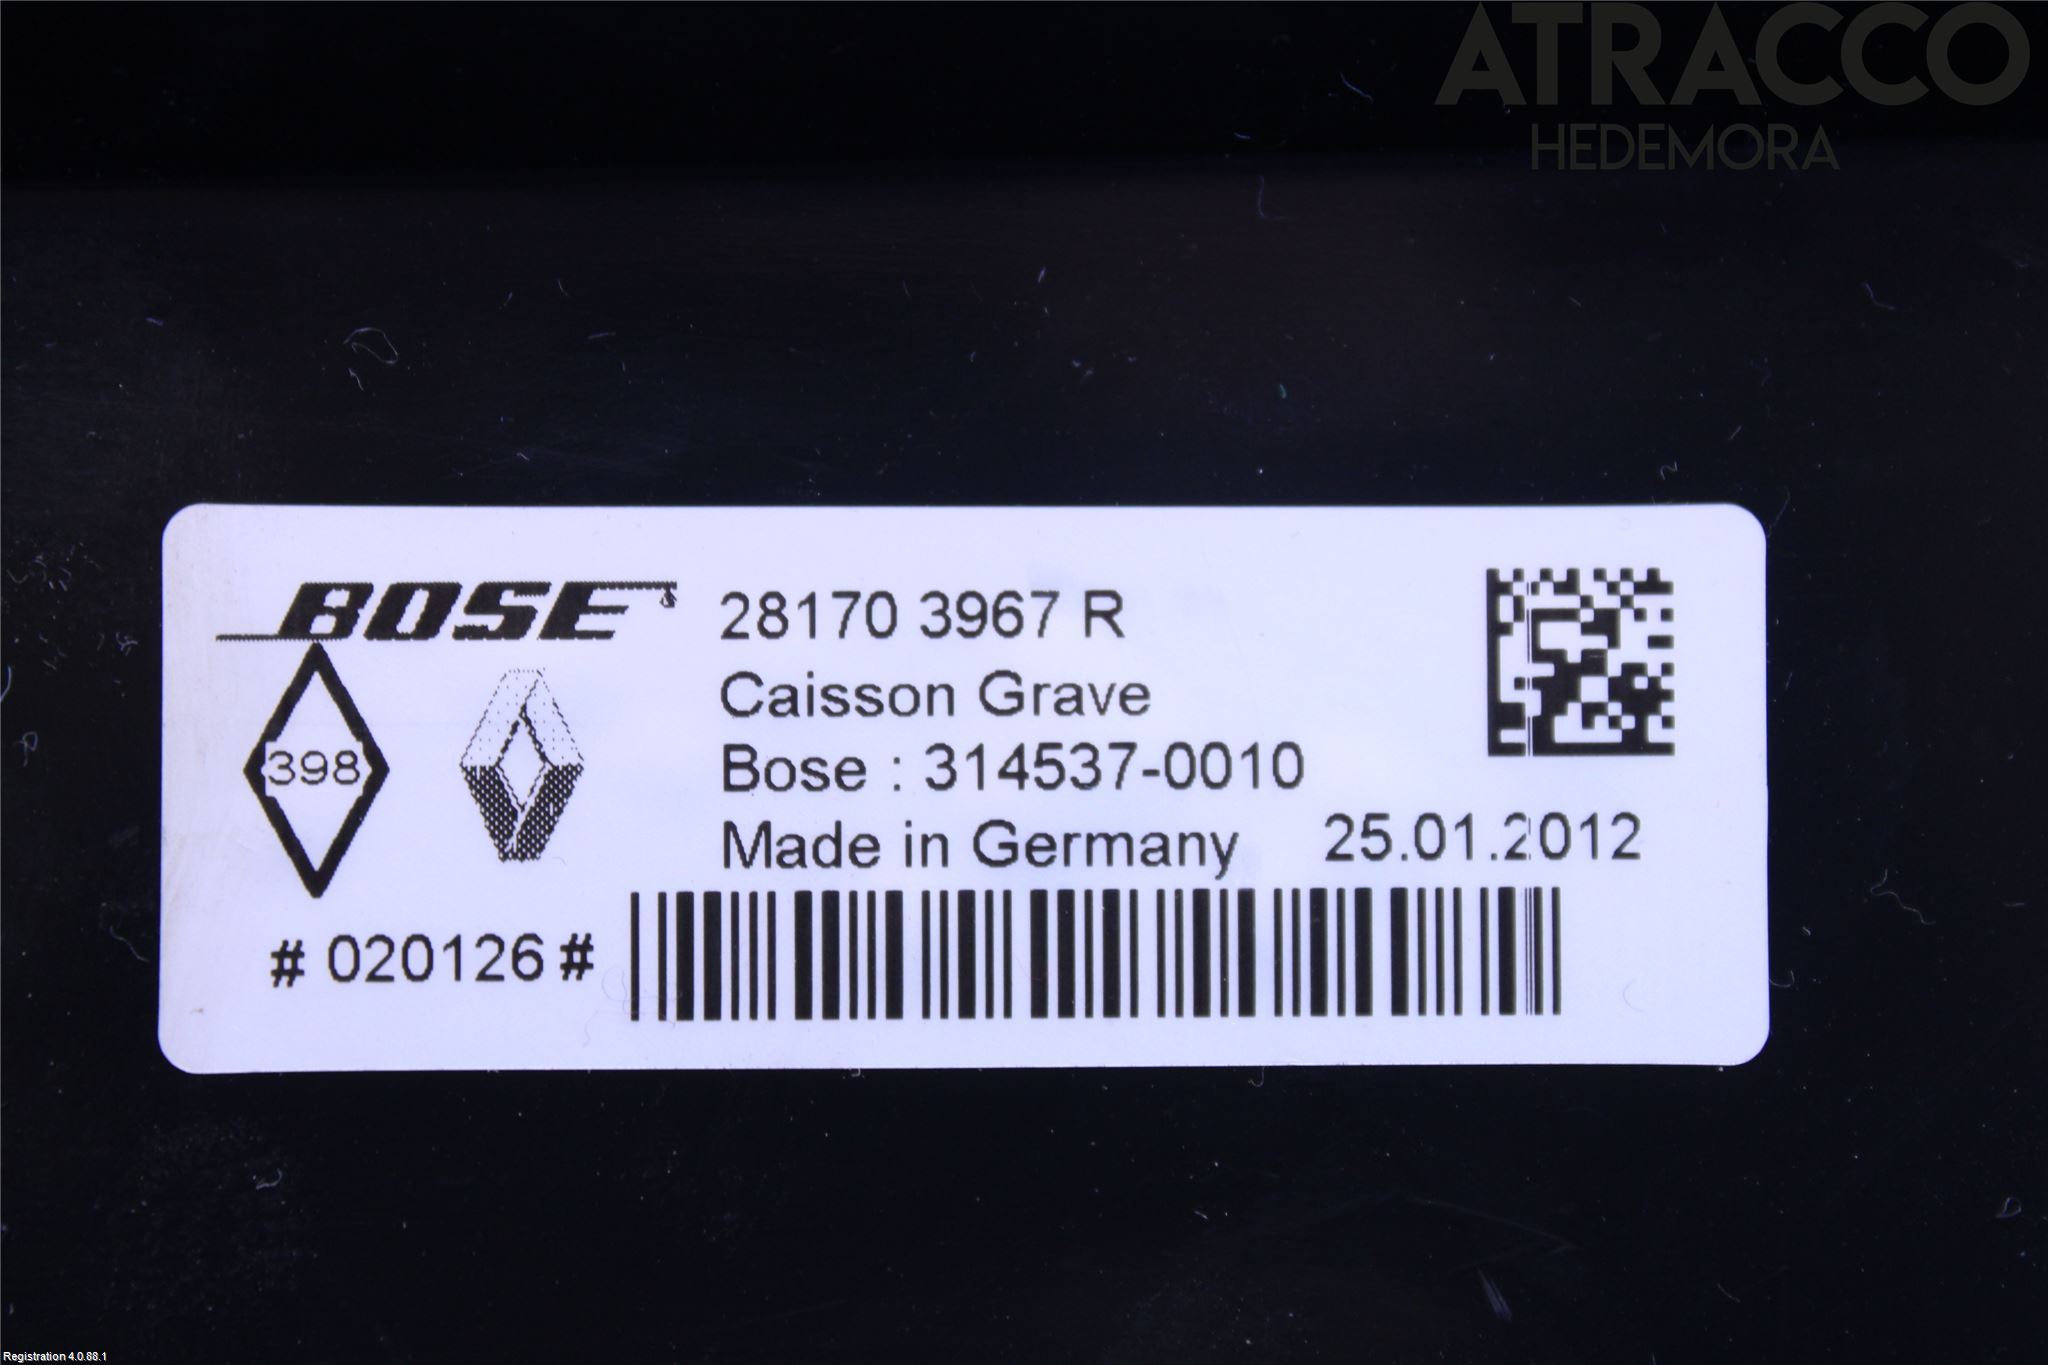 ATRACCO
HEDEMORA
BOSE
28170 3967 R
Caisson Grave
398
Bose : 314537-0010
Made in Germany 25.01.2012
# 020126 #
Registration 4.0.88.1